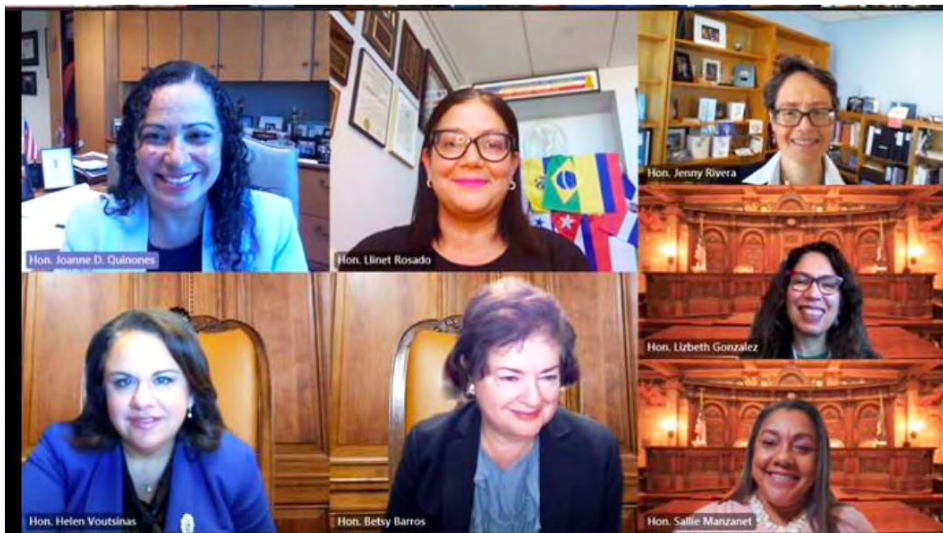 Hon. Joanne D. Quinones
Hon. Llinet Rosado
Hon. Jenny Rivera
Hon. Lizbeth Gonzalez
Hon. Helen Voutsinas
Hon. Betsy Barros
Hon. Sallie Manzanet